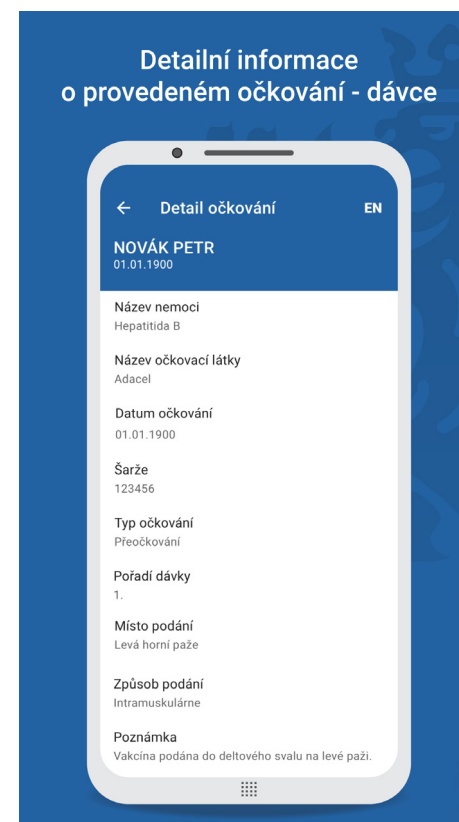 Detailní informace
o provedeném očkování - dávce
Detail očkování EN
NOVÁK PETR
01.01.1900
Název nemoci
Hepatitida B
Název očkovací látky
Adacel
Datum očkování
01.01.1900
Šarže
123456
Typ očkování
Přeočkování
Pořadí dávky
1.
Místo podání
Levá horní paže
Způsob podání
Intramuskulárne
Poznámka
Vakcína podána do deltového svalu na levé paži.